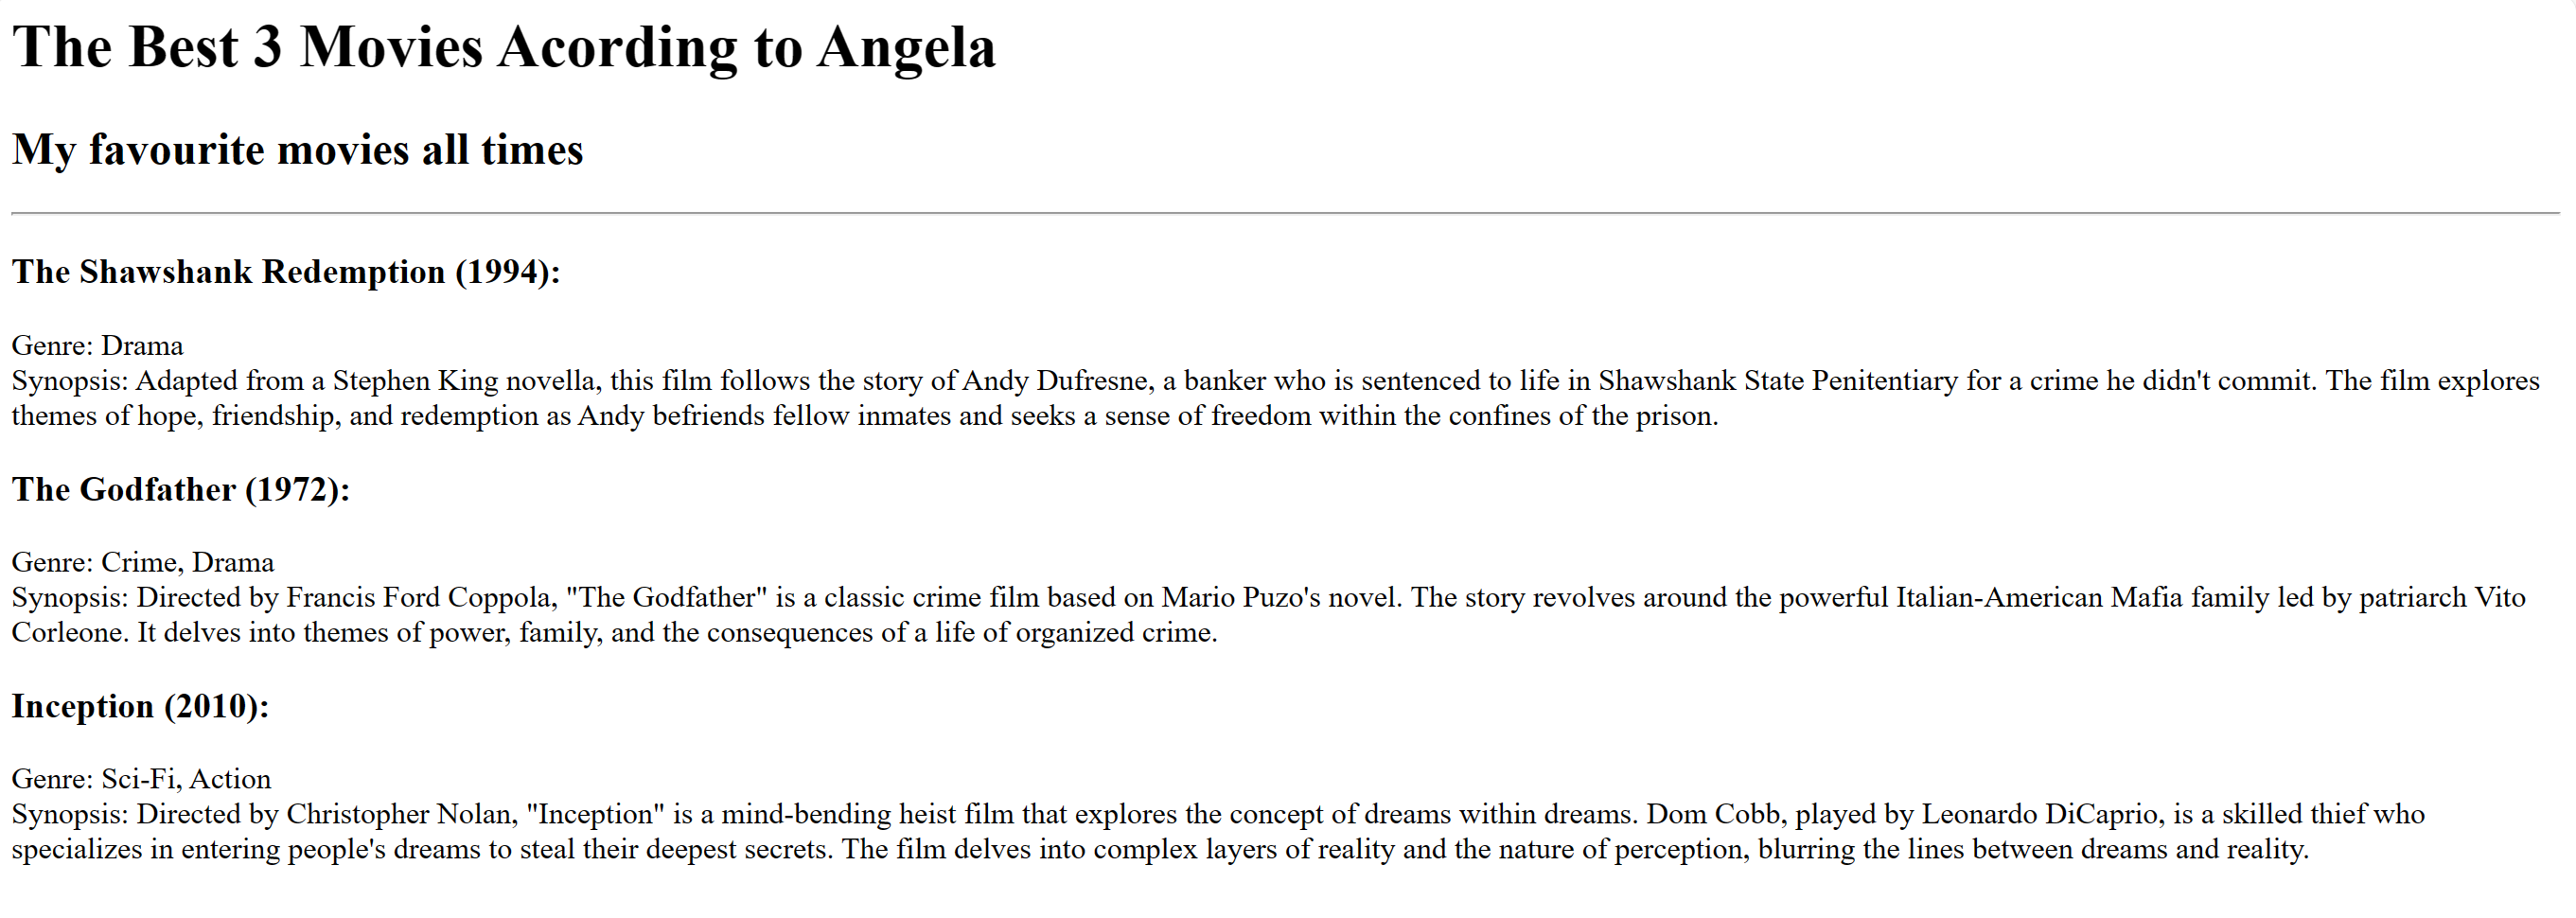 The Best 3 Movies Acording to Angela
My favourite movies all times
The Shawshank Redemption (1994):
Genre: Drama
Synopsis: Adapted from a Stephen King novella, this film follows the story of Andy Dufresne, a banker who is sentenced to life in Shawshank State Penitentiary for a crime he didn't commit. The film explores
themes of hope, friendship, and redemption as Andy befriends fellow inmates and seeks a sense of freedom within the confines of the prison.
The Godfather (1972):
Genre: Crime, Drama
Synopsis: Directed by Francis Ford Coppola, "The Godfather" is a classic crime film based on Mario Puzo's novel. The story revolves around the powerful Italian-American Mafia family led by patriarch Vito
Corleone. It delves into themes of power, family, and the consequences of a life of organized crime.
Inception (2010):
Genre: Sci-Fi, Action
Synopsis: Directed by Christopher Nolan, "Inception" is a mind-bending heist film that explores the concept of dreams within dreams. Dom Cobb, played by Leonardo DiCaprio, is a skilled thief who
specializes in entering people's dreams to steal their deepest secrets. The film delves into complex layers of reality and the nature of perception, blurring the lines between dreams and reality.